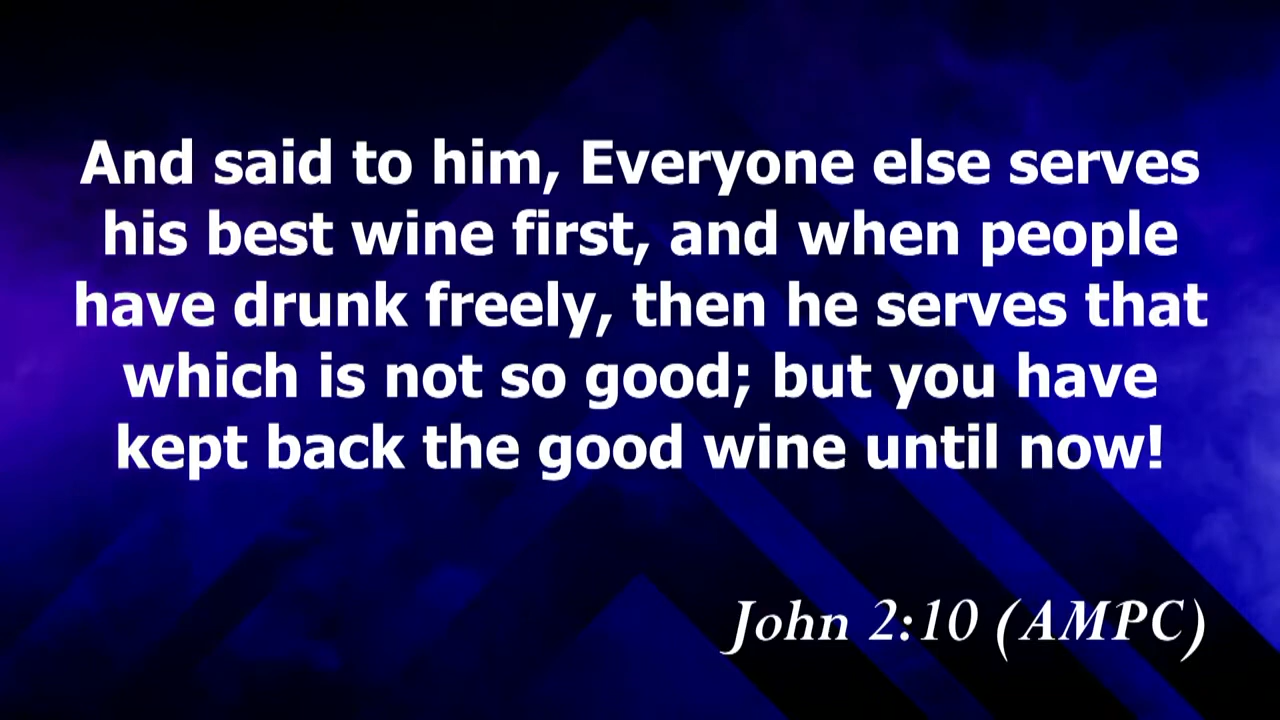 And said to him, Everyone else serves
his best wine first, and when people
have drunk freely, then he serves that
which is not so good; but you have
kept back the good wine until now!
John 2:10 (AMPC)